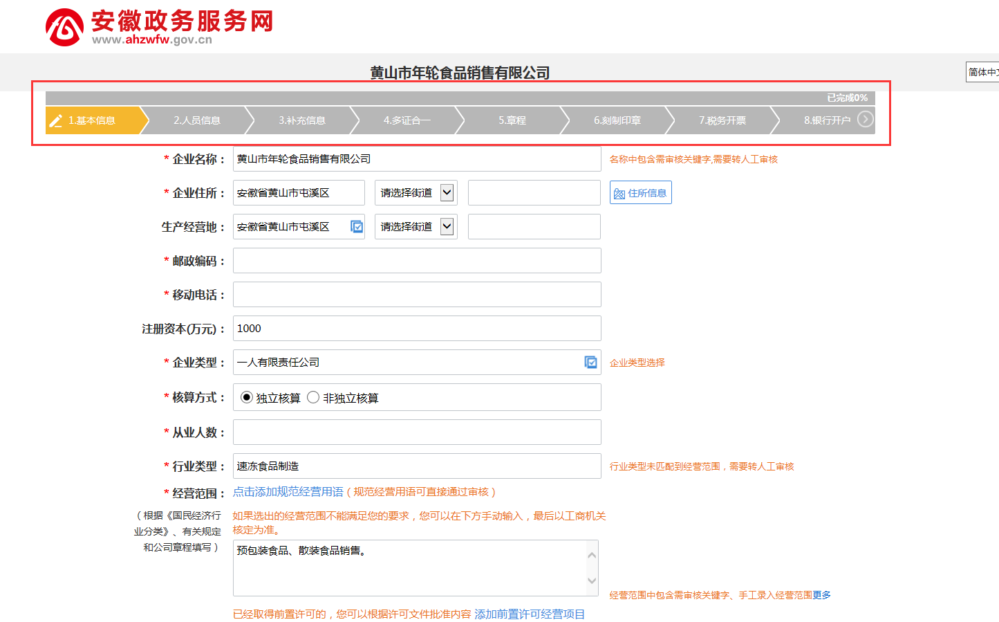 安徽政务服务网
www.ahzwfw.gov.cn
黄山市年轮食品销售有限公司
简体中文
已完成0%
1.基本信息 2.人员信息 3.补充信息 4.多证合一 5.章程 6.刻制印章 7.税务开票 8.银行开户
* 企业名称： 黄山市年轮食品销售有限公司 名称中包含需审核关键字,需要转人工审核
* 企业住所： 安徽省黄山市屯溪区 请选择街道 住所信息
生产经营地： 安徽省黄山市屯溪区 请选择街道
* 邮政编码：
* 移动电话：
注册资本(万元)： 1000
* 企业类型： 一人有限责任公司 企业类型选择
* 核算方式： 独立核算 非独立核算
* 从业人数：
* 行业类型： 速冻食品制造 行业类型未匹配到经营范围，需要转人工审核
* 经营范围： 点击添加规范经营用语（规范经营用语可直接通过审核）
（根据《国民经济行
业分类》、有关规定
和公司章程填写）
如果选出的经营范围不能满足您的要求，您可以在下方手动输入，最后以工商机关
核定为准。
预包装食品、散装食品销售。
经营范围中包含需审核关键字、手工录入经营范围更多
已经取得前置许可的，您可以根据许可文件批准内容 添加前置许可经营项目